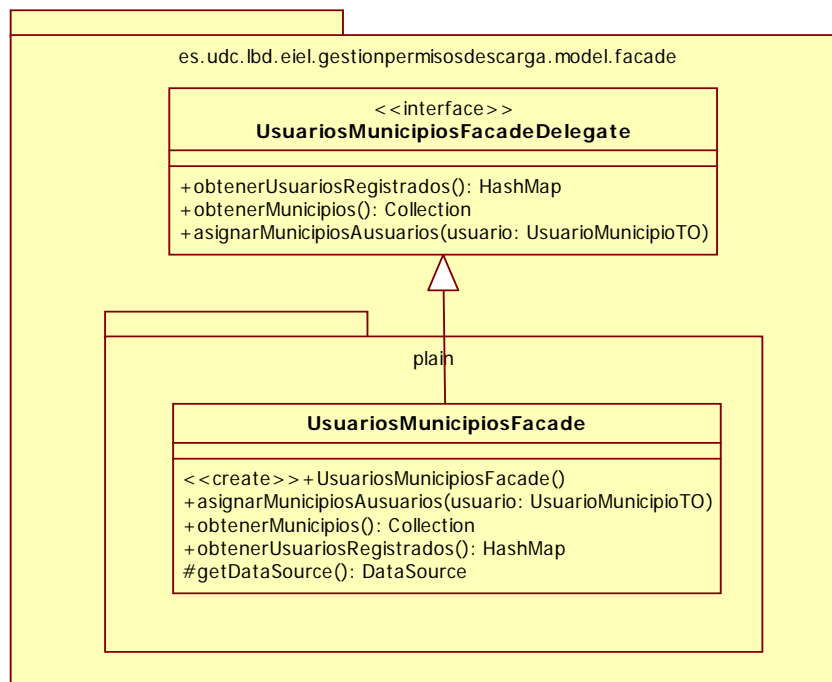 es.udc.lbd.eiel.gestionpermisosdescarga.model.facade
<<interface>>
UsuariosMunicipiosFacadeDelegate
+obtenerUsuariosRegistrados(): HashMap
+obtenerMunicipios(): Collection
+asignarMunicipiosAusuarios(usuario: UsuarioMunicipioTO)
plain
UsuariosMunicipiosFacade
<<create>>+UsuariosMunicipiosFacade()
+asignarMunicipiosAusuarios(usuario: UsuarioMunicipioTO)
+obtenerMunicipios(): Collection
+obtenerUsuariosRegistrados(): HashMap
#getDataSource(): DataSource